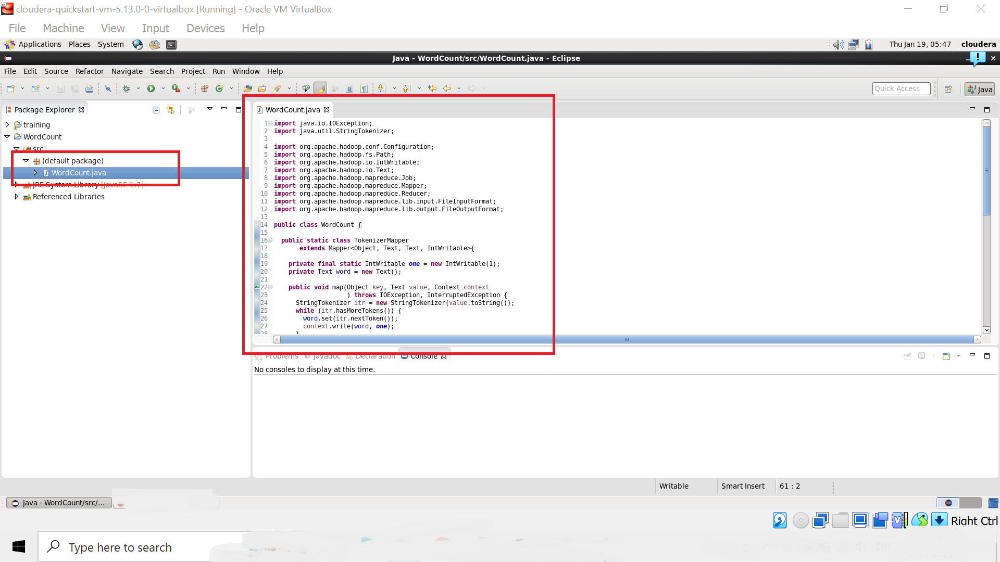 cloudera-quickstart-vm-5.13.0-0-virtualbox [Running] - Oracle VM VirtualBox
File Machine View Input Devices Help
Applications Places System
Thu Jan 19, 05:47 cloudera
Java - WordCount/src/WordCount.java - Eclipse
File Edit Source Refactor Navigate Search Project Run Window Help
Quick Access
Java
Package Explorer
training
WordCount
src
(default package)
WordCount.java
JRE System Library [JavaSE-1.7]
Referenced Libraries
WordCount.java
1 import java.io.IOException;
2 import java.util.StringTokenizer;
3
4 import org.apache.hadoop.conf.Configuration;
5 import org.apache.hadoop.fs.Path;
6 import org.apache.hadoop.io.IntWritable;
7 import org.apache.hadoop.io.Text;
8 import org.apache.hadoop.mapreduce.Job;
9 import org.apache.hadoop.mapreduce.Mapper;
10 import org.apache.hadoop.mapreduce.Reducer;
11 import org.apache.hadoop.mapreduce.lib.input.FileInputFormat;
12 import org.apache.hadoop.mapreduce.lib.output.FileOutputFormat;
13
14 public class WordCount {
15
16 public static class TokenizerMapper
17 extends Mapper<Object, Text, Text, IntWritable>{
18
19 private final static IntWritable one = new IntWritable(1);
20 private Text word = new Text();
21
22 public void map(Object key, Text value, Context context
23 ) throws IOException, InterruptedException {
24 StringTokenizer itr = new StringTokenizer(value.toString());
25 while (itr.hasMoreTokens()) {
26 word.set(itr.nextToken());
27 context.write(word, one);
28 }
Problems Javadoc Declaration Console
No consoles to display at this time.
Writable Smart Insert 61 : 2
Java - WordCount/src/...
Right Ctrl
Type here to search